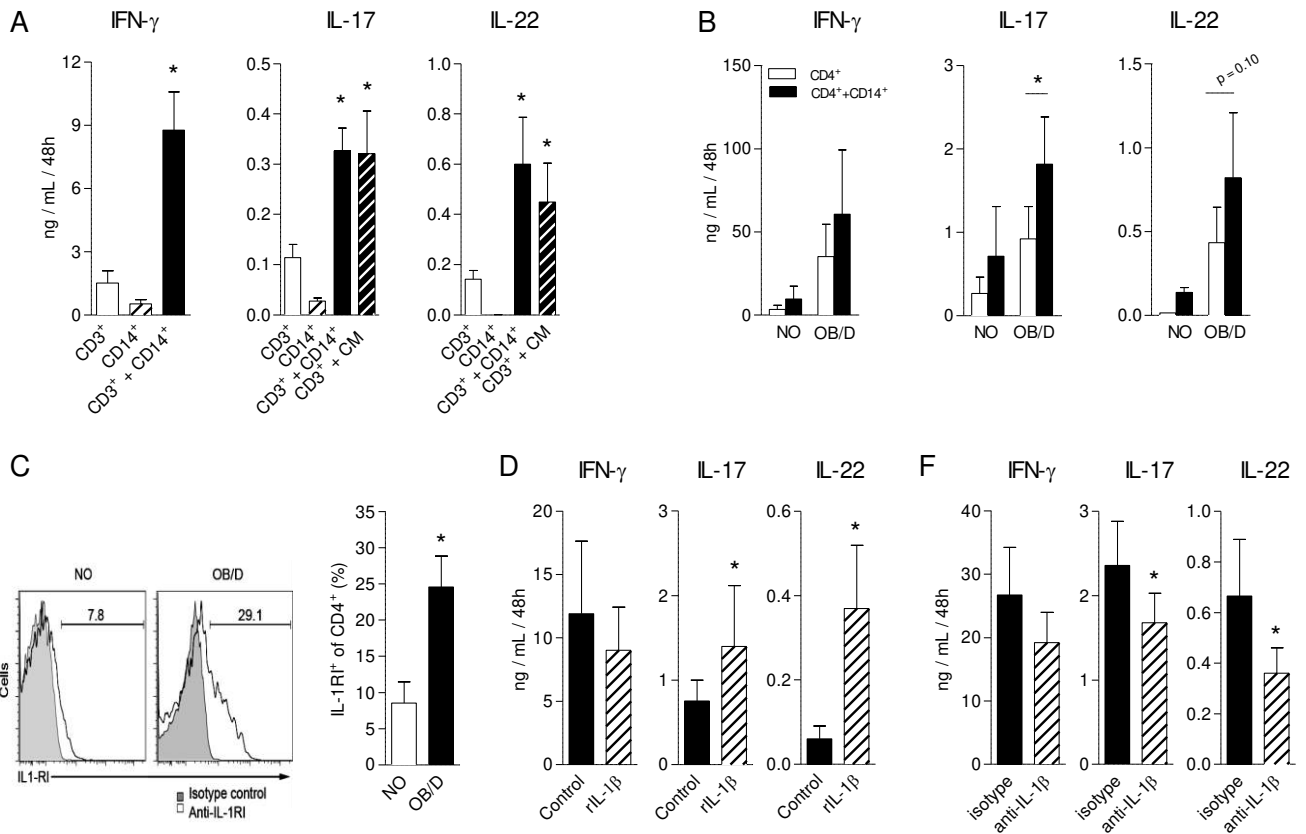 A IFN-γ IL-17 IL-22
ng / mL / 48h
12
9
6
3
0
CD3⁺
CD14⁺
CD3⁺ + CD14⁺
*
0.5
0.4
0.3
0.2
0.1
0.0
CD3⁺
CD14⁺
CD3⁺ + CD14⁺
CD3⁺ + CM
* *
1.0
0.8
0.6
0.4
0.2
0.0
CD3⁺
CD14⁺
CD3⁺ + CD14⁺
CD3⁺ + CM
* *
B IFN-γ IL-17 IL-22
ng / mL / 48h
150
100
50
0
CD4⁺
CD4⁺+CD14⁺
NO OB/D
3
2
1
0
*
NO OB/D
1.5
1.0
0.5
0.0
p = 0.10
NO OB/D
C
NO OB/D
7.8 29.1
Cells
IL1-RI
Isotype control
Anti-IL-1RI
IL-1RI⁺ of CD4⁺ (%)
35
30
25
20
15
10
5
0
*
NO
OB/D
D IFN-γ IL-17 IL-22
ng / mL / 48h
20
15
10
5
0
Control
rIL-1β
3
2
1
0
*
Control
rIL-1β
0.6
0.4
0.2
0.0
*
Control
rIL-1β
F IFN-γ IL-17 IL-22
ng / mL / 48h
40
30
20
10
0
isotype
anti-IL-1β
3
2
1
0
*
isotype
anti-IL-1β
1.0
0.8
0.6
0.4
0.2
0.0
*
isotype
anti-IL-1β